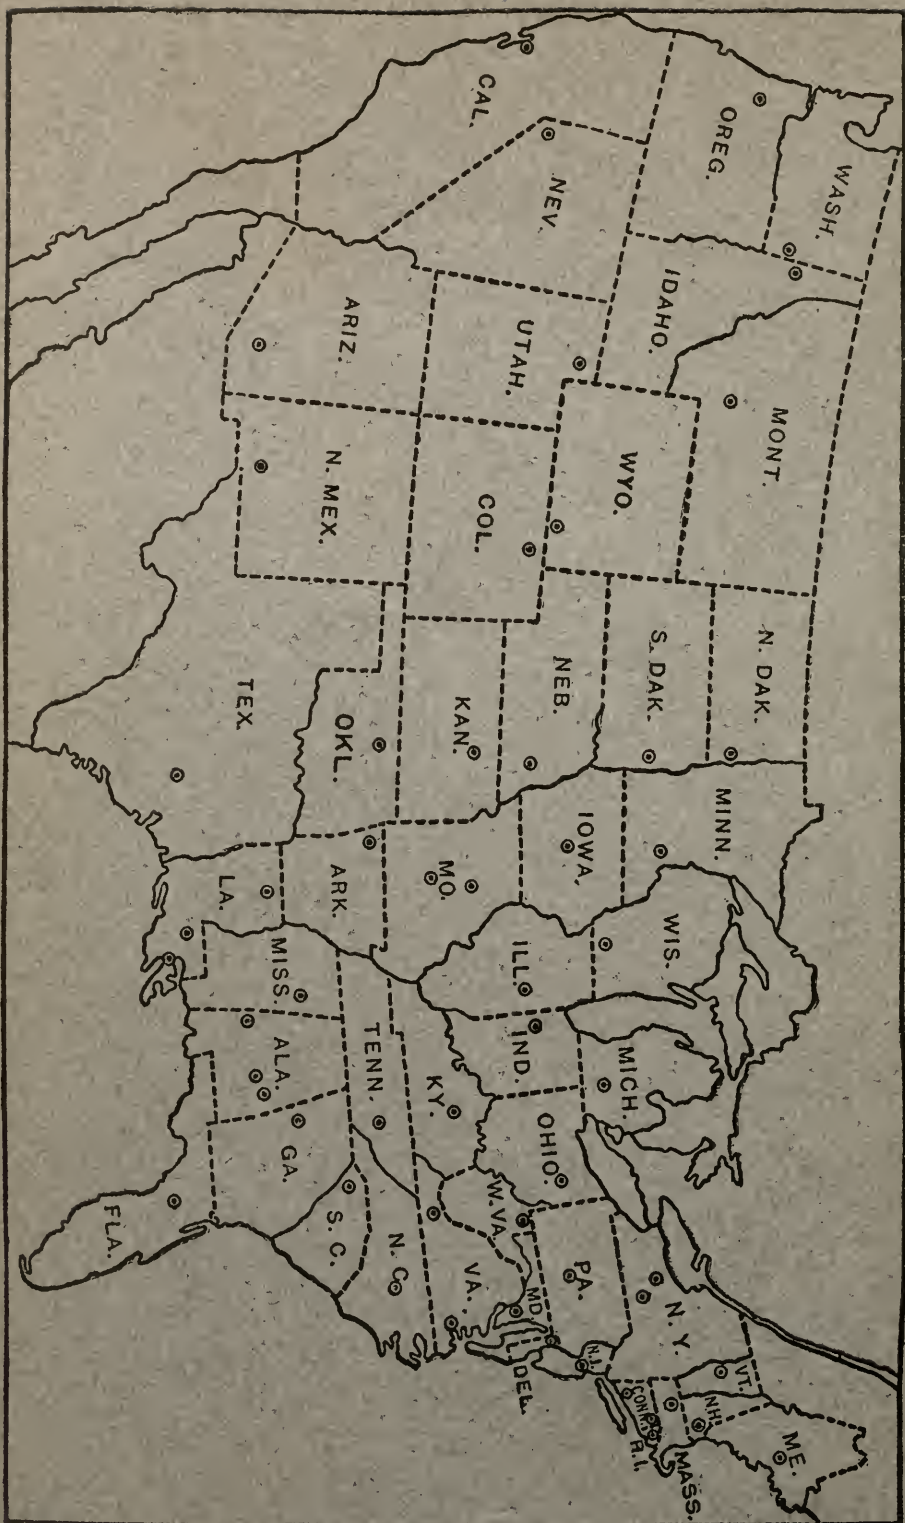 WASH.
OREG.
CAL.
NEV.
IDAHO.
MONT.
WYO.
UTAH.
ARIZ.
COL.
N. MEX.
N. DAK.
S. DAK.
NEB.
KAN.
OKL.
TEX.
MINN.
IOWA.
MO.
ARK.
LA.
WIS.
ILL.
MISS.
MICH.
IND.
KY.
TENN.
ALA.
OHIO.
GA.
FLA.
W. VA.
VA.
N. C.
S. C.
PA.
MD.
DEL.
N. Y.
N.J.
VT.
N.H.
CONN.
R.I.
MASS.
ME.